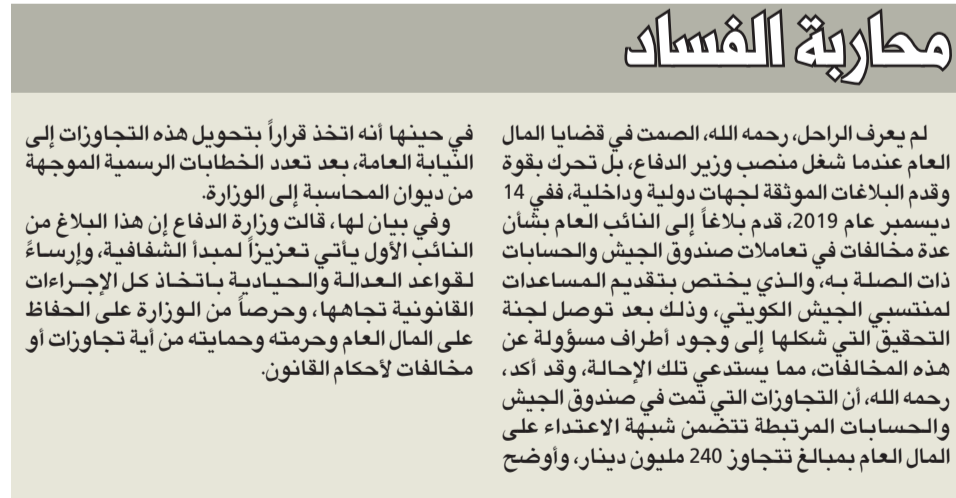 محاربة الفساد
لم يعرف الراحل، رحمه الله، الصمت في قضايا المال
العام عندما شغل منصب وزير الدفاع، بل تحرك بقوة
وقدم البلاغات الموثقة لجهات دولية وداخلية، ففي 14
ديسمبر عام 2019، قدم بلاغاً إلى النائب العام بشأن
عدة مخالفات في تعاملات صندوق الجيش والحسابات
ذات الصلة به، والذي يختص بتقديم المساعدات
لمنتسبي الجيش الكويتي، وذلك بعد توصل لجنة
التحقيق التي شكلها إلى وجود أطراف مسؤولة عن
هذه المخالفات، مما يستدعي تلك الإحالة، وقد أكد،
رحمه الله، أن التجاوزات التي تمت في صندوق الجيش
والحسابات المرتبطة تتضمن شبهة الاعتداء على
المال العام بمبالغ تتجاوز 240 مليون دينار، وأوضح
في حينها أنه اتخذ قراراً بتحويل هذه التجاوزات إلى
النيابة العامة، بعد تعدد الخطابات الرسمية الموجهة
من ديوان المحاسبة إلى الوزارة.
وفي بيان لها، قالت وزارة الدفاع إن هذا البلاغ من
النائب الأول يأتي تعزيزاً لمبدأ الشفافية، وإرساءً
لقواعد العدالة والحيادية باتخاذ كل الإجراءات
القانونية تجاهها، وحرصاً من الوزارة على الحفاظ
على المال العام وحرمته وحمايته من أية تجاوزات أو
مخالفات لأحكام القانون.